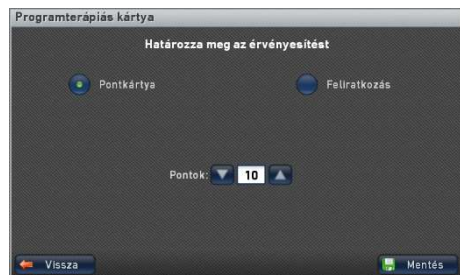 Programterápiás kártya
Határozza meg az érvényesítést
Pontkártya
Feliratkozás
Pontok: 10
Vissza
Mentés